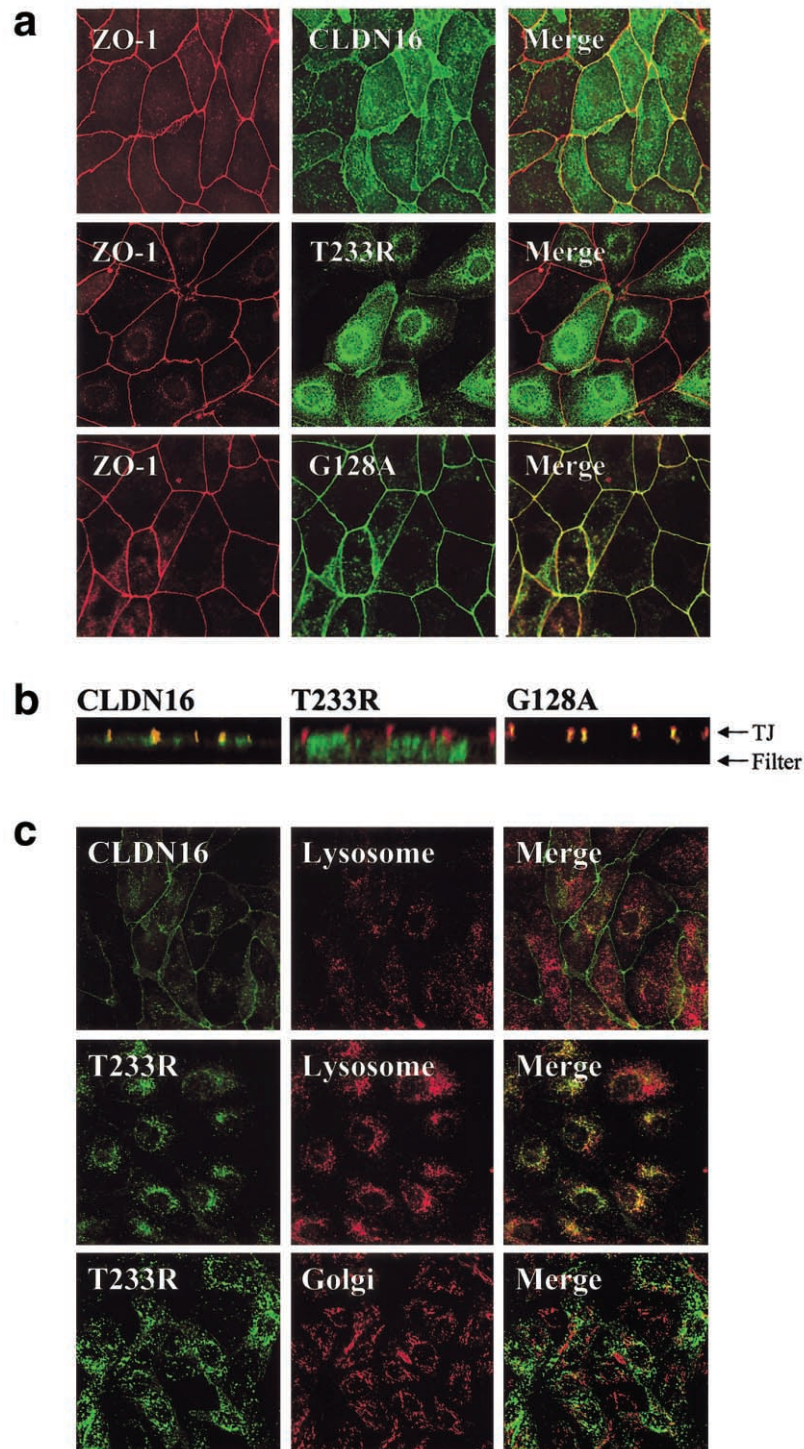 a
ZO-1 CLDN16 Merge
ZO-1 T233R Merge
ZO-1 G128A Merge
b
CLDN16 T233R G128A
TJ
Filter
c
CLDN16 Lysosome Merge
T233R Lysosome Merge
T233R Golgi Merge